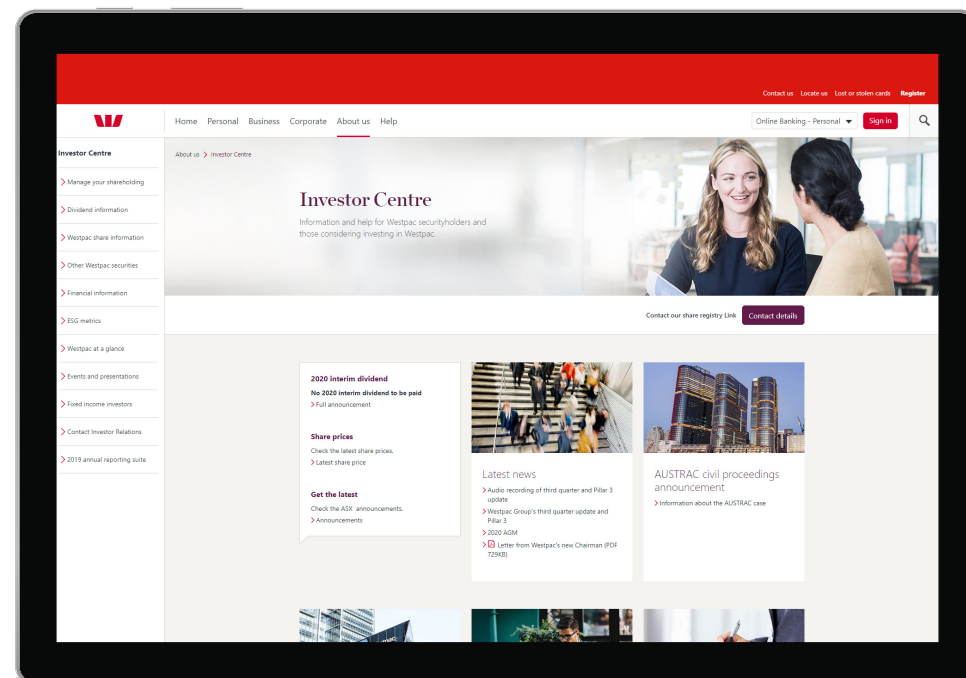 Contact us Locate us Lost or stolen cards Register
Home Personal Business Corporate About us Help
Online Banking - Personal
Sign in
Investor Centre
Manage your shareholding
Dividend information
Westpac share information
Other Westpac securities
Financial information
ESG metrics
Westpac at a glance
Events and presentations
Fixed income investors
Contact Investor Relations
2019 annual reporting suite
About us > Investor Centre
Investor Centre
Information and help for Westpac securityholders and
those considering investing in Westpac.
Contact our share registry Link
Contact details
2020 interim dividend
No 2020 interim dividend to be paid
Full announcement
Share prices
Check the latest share prices.
Latest share price
Get the latest
Check the ASX announcements.
Announcements
Latest news
Audio recording of third quarter and Pillar 3
update
Westpac Group's third quarter update and
Pillar 3
2020 AGM
Letter from Westpac's new Chairman (PDF
729KB)
AUSTRAC civil proceedings
announcement
Information about the AUSTRAC case